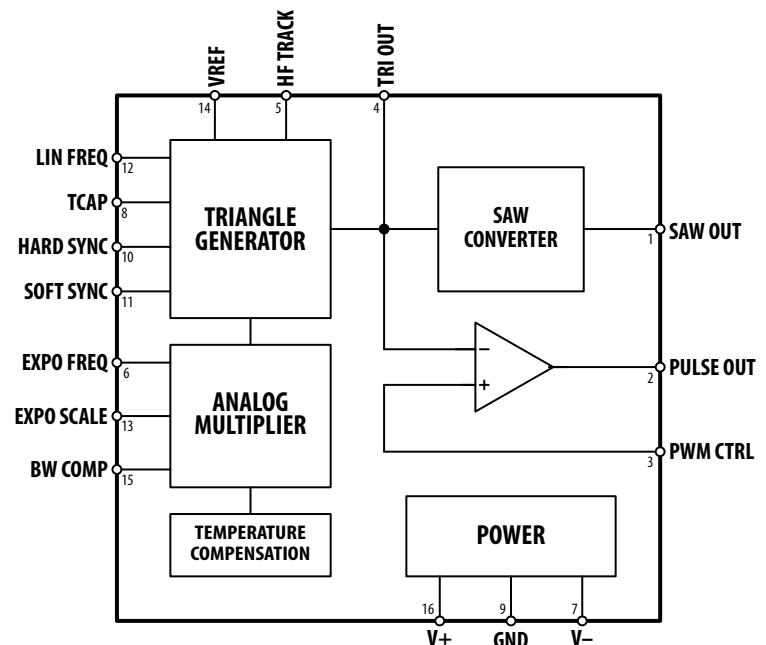 VREF
HF TRACK
TRI OUT
14
5
4
LIN FREQ
12
TCAP
8
HARD SYNC
10
SOFT SYNC
11
TRIANGLE
GENERATOR
SAW
CONVERTER
SAW OUT
1
EXPO FREQ
6
EXPO SCALE
13
BW COMP
15
ANALOG
MULTIPLIER
−
+
PULSE OUT
2
PWM CTRL
3
TEMPERATURE
COMPENSATION
POWER
16
9
7
V+
GND
V−